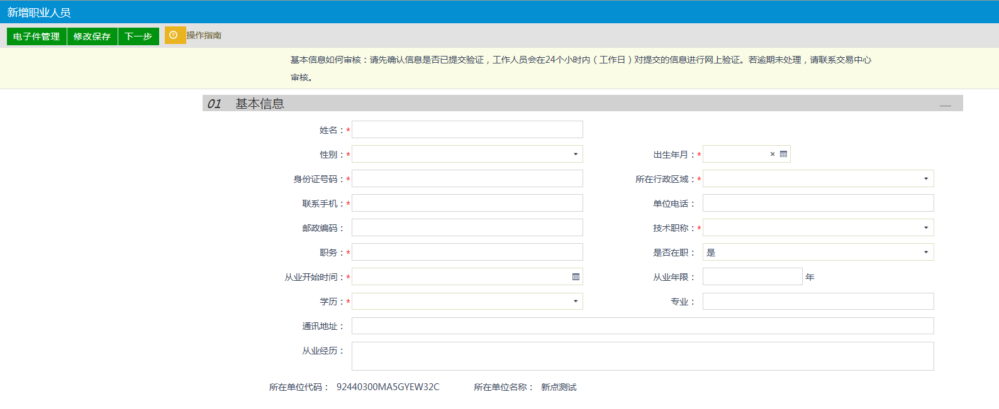 新增职业人员
电子件管理 修改保存 下一步 操作指南
基本信息如何审核：请先确认信息是否已提交验证，工作人员会在24个小时内（工作日）对提交的信息进行网上验证。若逾期未处理，请联系交易中心
审核。
01 基本信息
姓名：*
性别：* 出生年月：*
身份证号码：* 所在行政区域：*
联系手机：* 单位电话：
邮政编码： 技术职称：*
职务：* 是否在职： 是
从业开始时间：* 从业年限： 年
学历：* 专业：
通讯地址：
从业经历：
所在单位代码： 92440300MA5GYEW32C 所在单位名称： 新点测试